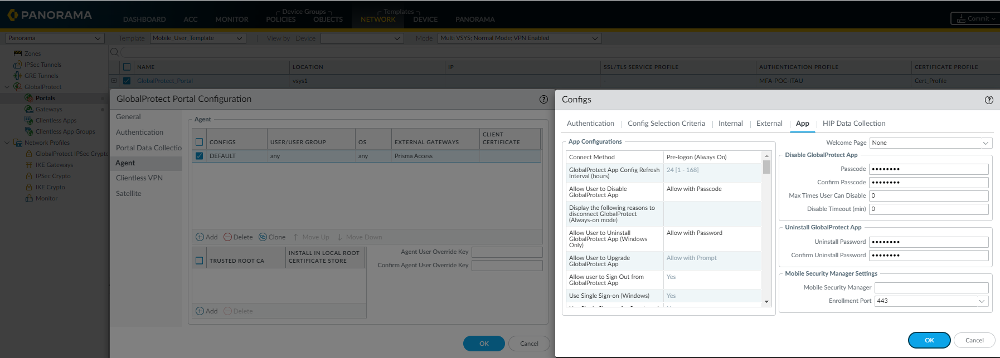 PANORAMA
Device Groups
Templates
DASHBOARD ACC MONITOR POLICIES OBJECTS NETWORK DEVICE PANORAMA
Commit
Panorama
Template Mobile_User_Template View by Device Mode Multi VSYS; Normal Mode; VPN Enabled
Zones
IPSec Tunnels
GRE Tunnels
GlobalProtect
Portals
Gateways
Clientless Apps
Clientless App Groups
Network Profiles
GlobalProtect IPSec Crypto
IKE Gateways
IPSec Crypto
IKE Crypto
Monitor
NAME LOCATION IP SSL/TLS SERVICE PROFILE AUTHENTICATION PROFILE CERTIFICATE PROFILE
GlobalProtect_Portal vsys1 - MFA-POC-ITAU Cert_Profile
GlobalProtect Portal Configuration
?
General
Authentication
Portal Data Collectio
Agent
Clientless VPN
Satellite
Agent
CONFIGS USER/USER GROUP OS EXTERNAL GATEWAYS CLIENT
CERTIFICATE
DEFAULT any any Prisma Access
Add Delete Clone Move Up Move Down
TRUSTED ROOT CA INSTALL IN LOCAL ROOT
CERTIFICATE STORE
Add Delete
Agent User Override Key
Confirm Agent User Override Key
OK Cancel
Configs
?
Authentication Config Selection Criteria Internal External App HIP Data Collection
App Configurations
Connect Method Pre-logon (Always On)
GlobalProtect App Config Refresh 24 [1 - 168]
Interval (hours)
Allow User to Disable Allow with Passcode
GlobalProtect App
Display the following reasons to
disconnect GlobalProtect
(Always-on mode)
Allow User to Uninstall Allow with Password
GlobalProtect App (Windows
Only)
Allow User to Upgrade Allow with Prompt
GlobalProtect App
Allow user to Sign Out from Yes
GlobalProtect App
Use Single Sign-on (Windows) Yes
Welcome Page None
Disable GlobalProtect App
Passcode ••••••••
Confirm Passcode ••••••••
Max Times User Can Disable 0
Disable Timeout (min) 0
Uninstall GlobalProtect App
Uninstall Password ••••••••
Confirm Uninstall Password ••••••••
Mobile Security Manager Settings
Mobile Security Manager
Enrollment Port 443
OK Cancel